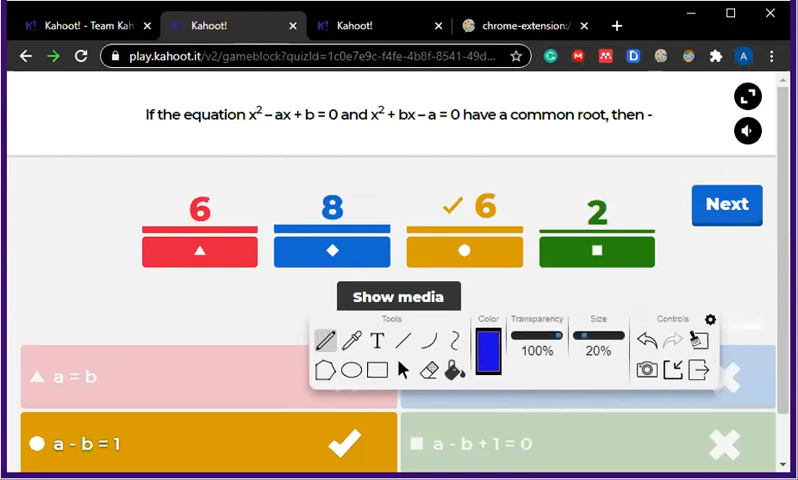 Kahoot! - Team Kah
Kahoot!
Kahoot!
chrome-extension:/
play.kahoot.it/v2/gameblock?quizId=1c0e7e9c-f4fe-4b8f-8541-49d...
A
If the equation x² – ax + b = 0 and x² + bx – a = 0 have a common root, then -
6
8
6
2
Next
Show media
Tools
Color
Transparency
Size
Controls
T
100%
20%
a = b
a - b = 1
a - b + 1 = 0